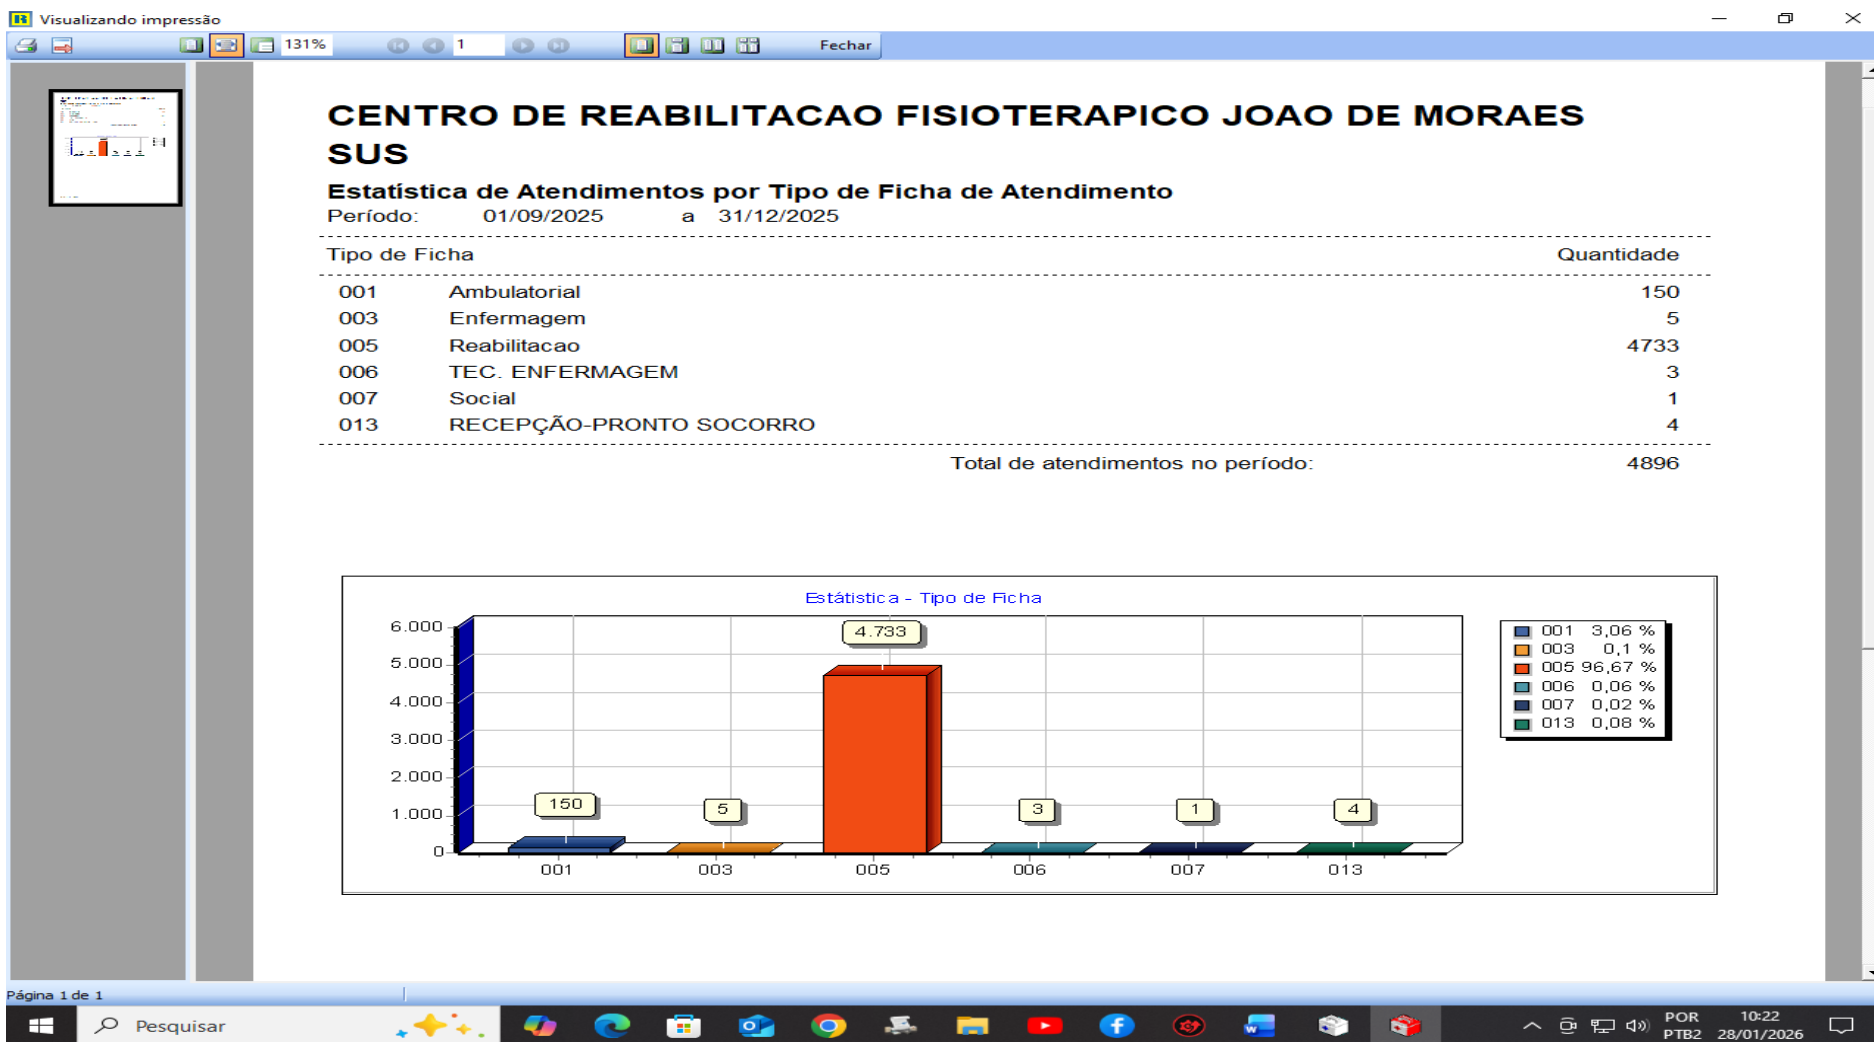 Visualizando impressão
131%
1
Fechar
CENTRO DE REABILITACAO FISIOTERAPICO JOAO DE MORAES
SUS
Estatística de Atendimentos por Tipo de Ficha de Atendimento
Período: 01/09/2025 a 31/12/2025
Tipo de Ficha Quantidade
001 Ambulatorial 150
003 Enfermagem 5
005 Reabilitacao 4733
006 TEC. ENFERMAGEM 3
007 Social 1
013 RECEPÇÃO-PRONTO SOCORRO 4
Total de atendimentos no período: 4896
Estátistica - Tipo de Ficha
6.000
5.000
4.000
3.000
2.000
1.000
0
150
5
4.733
3
1
4
001 003 005 006 007 013
001 3,06 %
003 0,1 %
005 96,67 %
006 0,06 %
007 0,02 %
013 0,08 %
Página 1 de 1
Pesquisar
POR
PTB2
10:22
28/01/2026